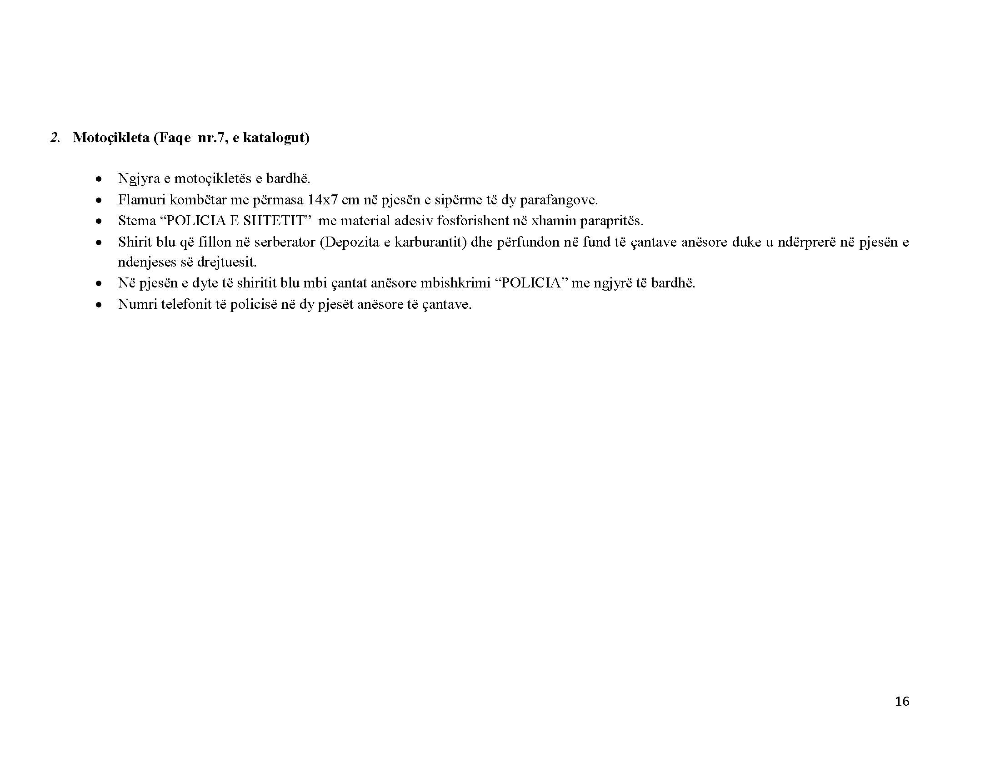 2. Motoçikleta (Faqe  nr.7, e katalogut)
• Ngjyra e motoçikletës e bardhë.
• Flamuri kombëtar me përmasa 14x7 cm në pjesën e sipërme të dy parafangove.
• Stema “POLICIA E SHTETIT”  me material adesiv fosforishent në xhamin parapritës.
• Shirit blu që fillon në serberator (Depozita e karburantit) dhe përfundon në fund të çantave anësore duke u ndërprerë në pjesën e
ndenjeses së drejtuesit.
• Në pjesën e dyte të shiritit blu mbi çantat anësore mbishkrimi “POLICIA” me ngjyrë të bardhë.
• Numri telefonit të policisë në dy pjesët anësore të çantave.
16